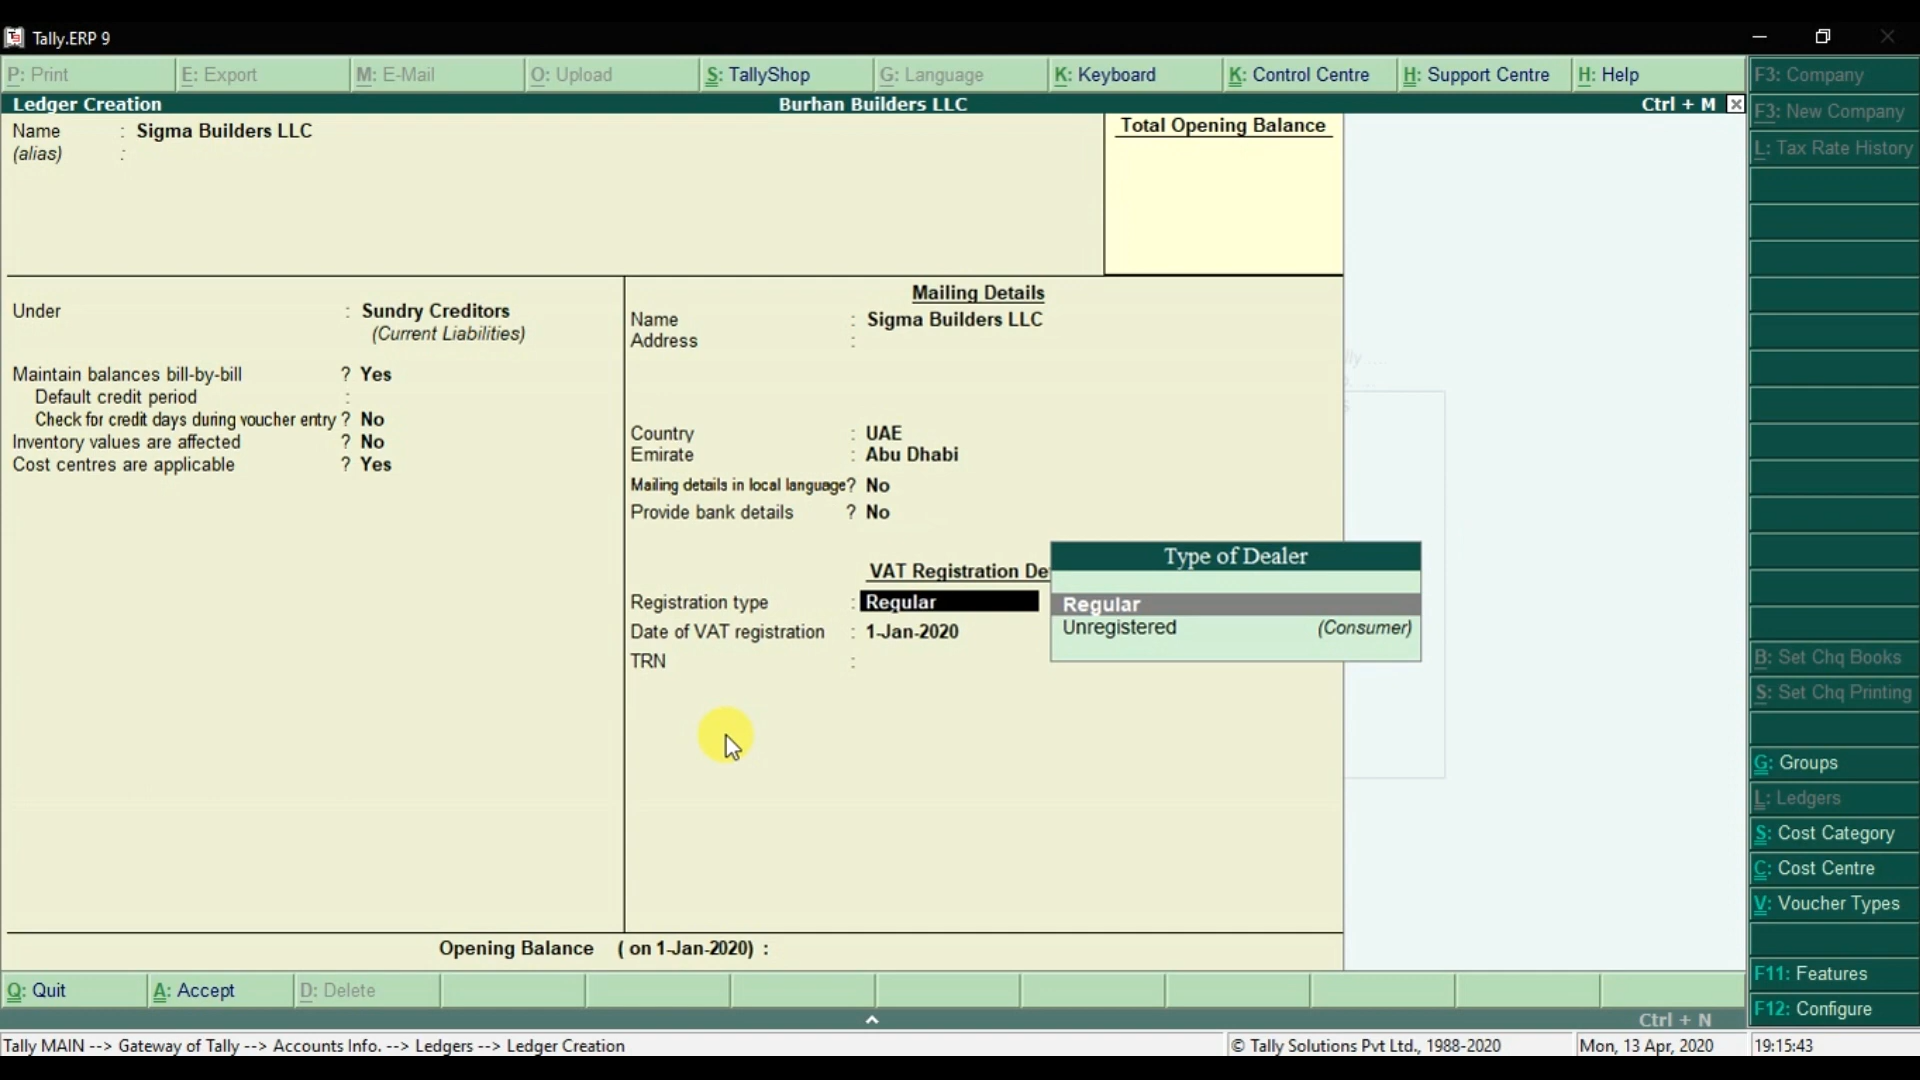 Tally.ERP 9
P: Print
E: Export
M: E-Mail
O: Upload
S: TallyShop
G: Language
K: Keyboard
K: Control Centre
H: Support Centre
H: Help
F3: Company
Ledger Creation
Burhan Builders LLC
Ctrl + M
F3: New Company
Name : Sigma Builders LLC
(alias) :
Total Opening Balance
L: Tax Rate History
Under : Sundry Creditors
(Current Liabilities)
Maintain balances bill-by-bill ? Yes
Default credit period :
Check for credit days during voucher entry ? No
Inventory values are affected ? No
Cost centres are applicable ? Yes
Mailing Details
Name : Sigma Builders LLC
Address :
Country : UAE
Emirate : Abu Dhabi
Mailing details in local language? No
Provide bank details ? No
VAT Registration De
Registration type : Regular
Date of VAT registration : 1-Jan-2020
TRN :
Type of Dealer
Regular
Unregistered (Consumer)
B: Set Chq Books
S: Set Chq Printing
G: Groups
L: Ledgers
S: Cost Category
C: Cost Centre
V: Voucher Types
F11: Features
F12: Configure
Opening Balance ( on 1-Jan-2020) :
Q: Quit
A: Accept
D: Delete
Ctrl + N
Tally MAIN --> Gateway of Tally --> Accounts Info. --> Ledgers --> Ledger Creation
© Tally Solutions Pvt Ltd., 1988-2020
Mon, 13 Apr, 2020
19:15:43